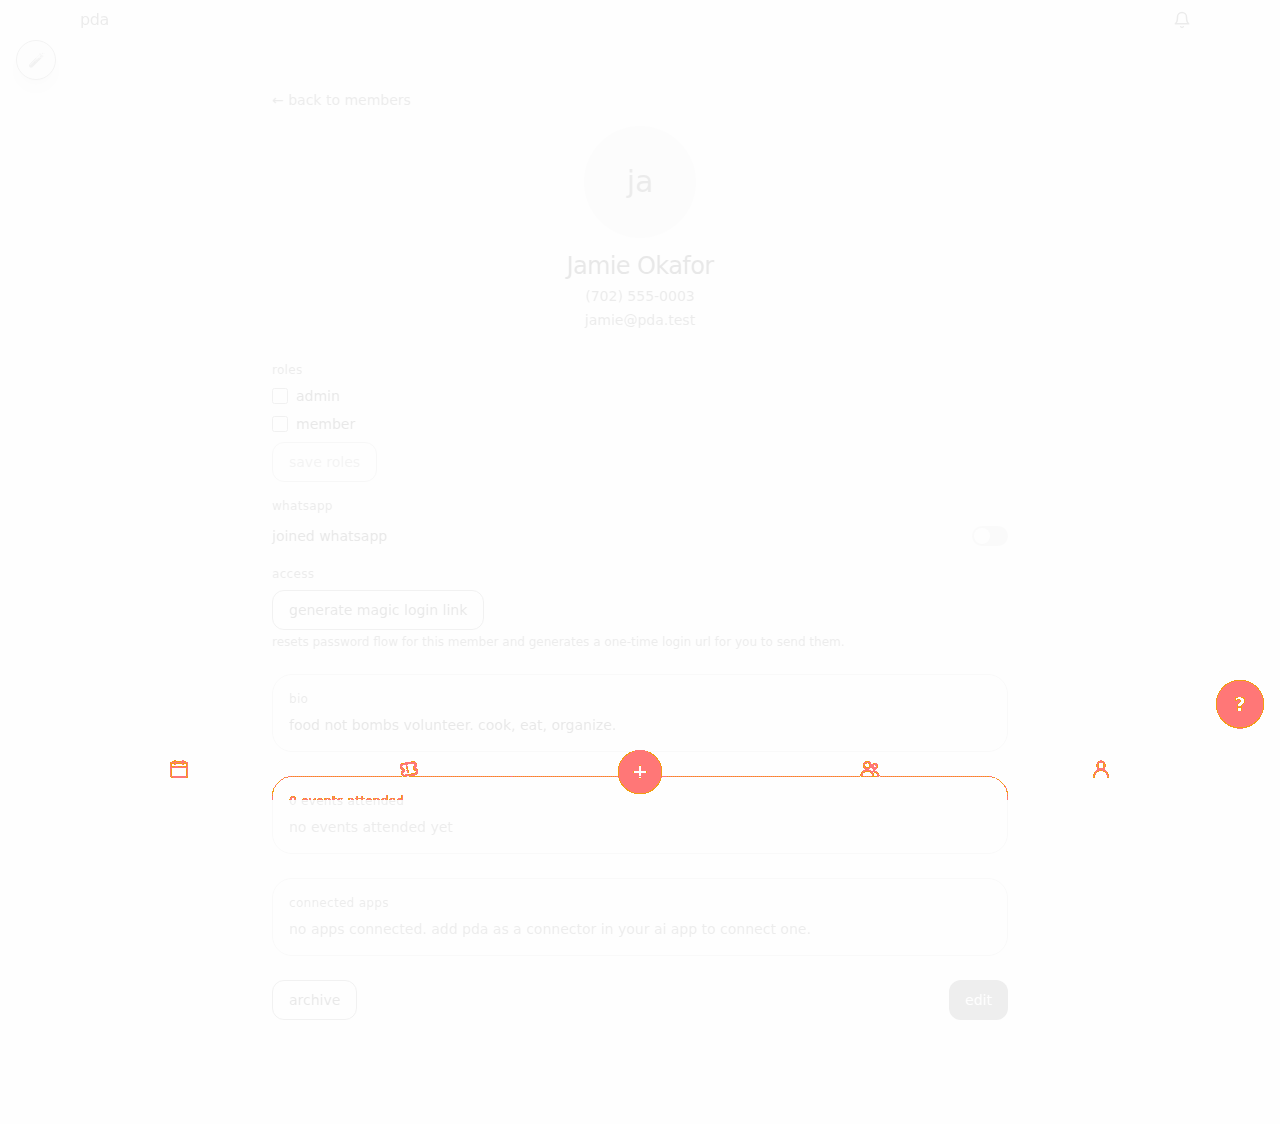 pda
← back to members
ja
Jamie Okafor
(702) 555-0003
jamie@pda.test
roles
admin
member
save roles
whatsapp
joined whatsapp
access
generate magic login link
resets password flow for this member and generates a one-time login url for you to send them.
bio
?
food not bombs volunteer. cook, eat, organize.
+
0 events attended
no events attended yet
connected apps
no apps connected. add pda as a connector in your ai app to connect one.
archive
edit